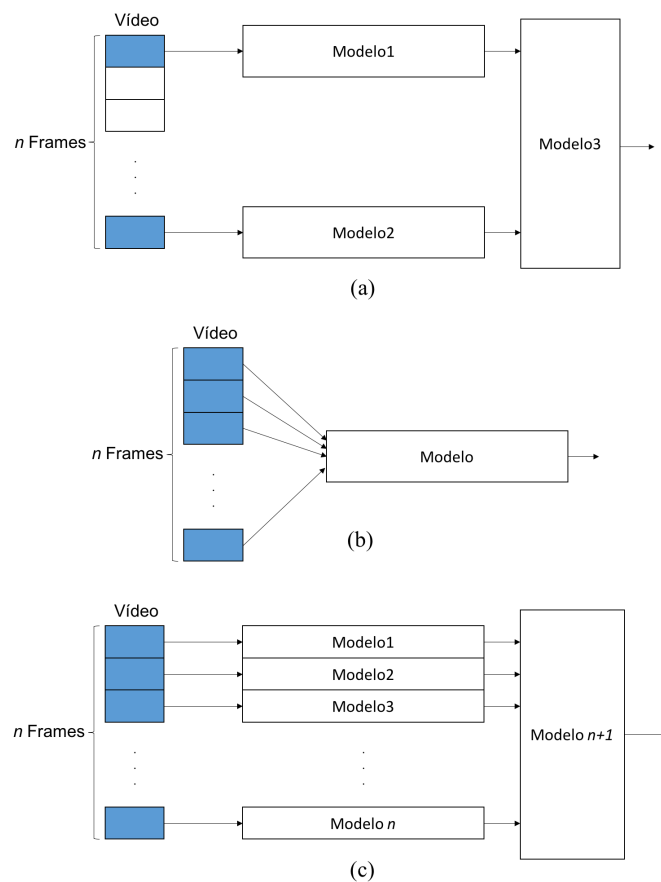 Vídeo
Modelo1
n Frames
Modelo3
Modelo2
(a)
Vídeo
n Frames
Modelo
(b)
Vídeo
Modelo1
Modelo2
Modelo3
n Frames
Modelo n+1
Modelo n
(c)